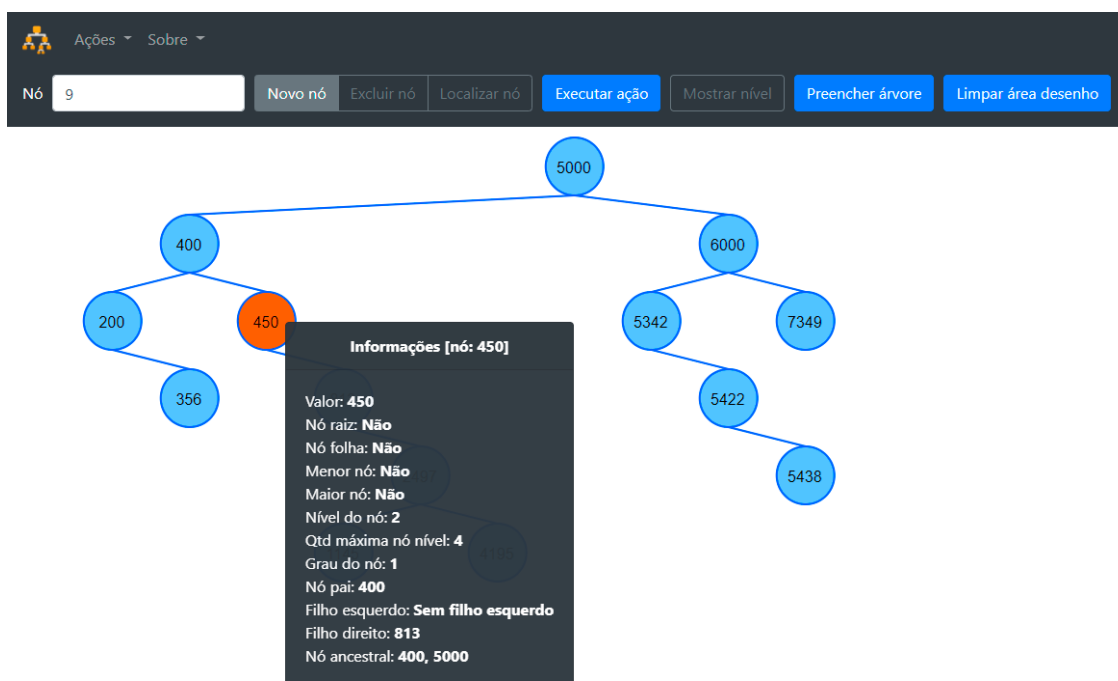 Ações Sobre
Nó 9 Novo nó Excluir nó Localizar nó Executar ação Mostrar nível Preencher árvore Limpar área desenho
5000
400 6000
200 450 5342 7349
Informações [nó: 450]
356 5422
Valor: 450
Nó raiz: Não
Nó folha: Não
Menor nó: Não
5438
Maior nó: Não
Nível do nó: 2
Qtd máxima nó nível: 4
4195
Grau do nó: 1
Nó pai: 400
Filho esquerdo: Sem filho esquerdo
Filho direito: 813
Nó ancestral: 400, 5000